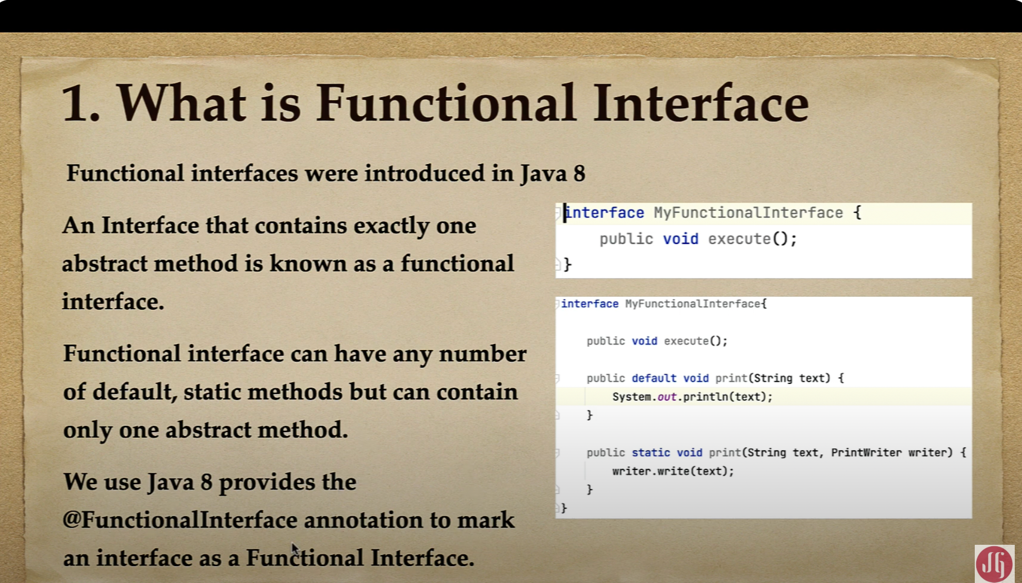 1. What is Functional Interface
Functional interfaces were introduced in Java 8
An Interface that contains exactly one
abstract method is known as a functional
interface.
Functional interface can have any number
of default, static methods but can contain
only one abstract method.
We use Java 8 provides the
@FunctionalInterface annotation to mark
an interface as a Functional Interface.
interface MyFunctionalInterface {
public void execute();
}
interface MyFunctionalInterface{
public void execute();
public default void print(String text) {
System.out.println(text);
}
public static void print(String text, PrintWriter writer) {
writer.write(text);
}
}
JG